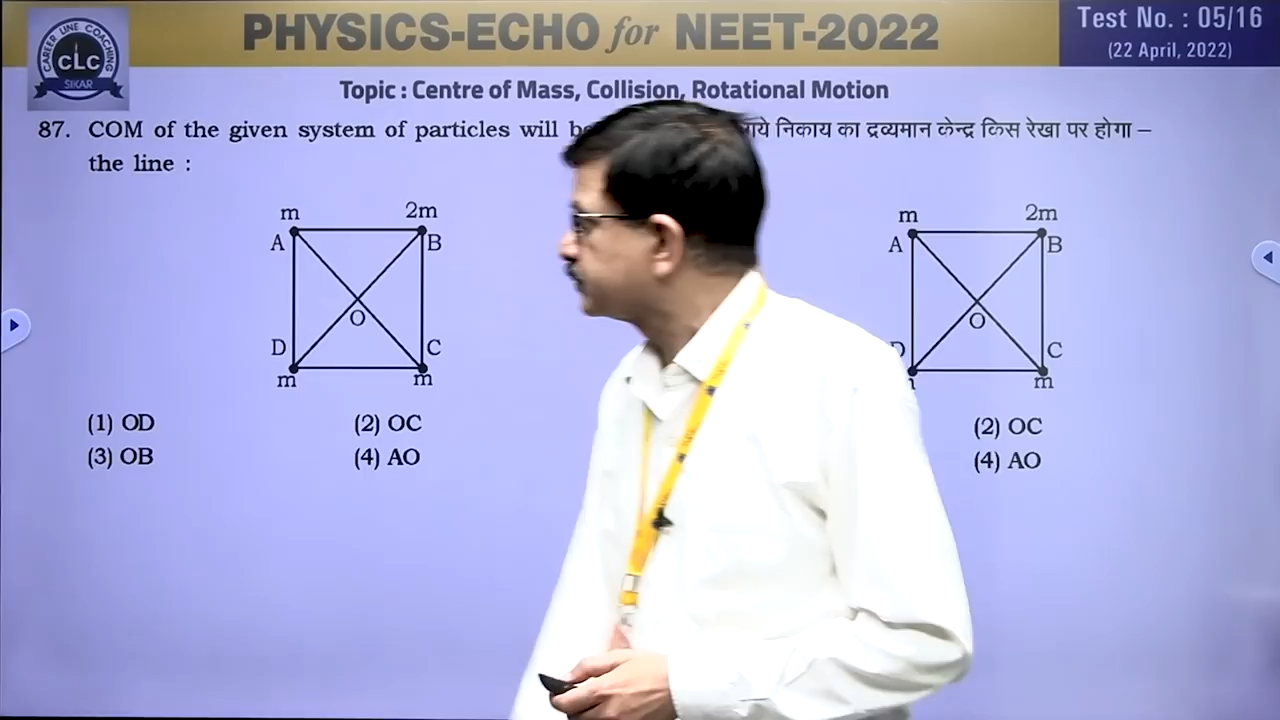 PHYSICS-ECHO for NEET-2022
Test No. : 05/16
(22 April, 2022)
CAREER LINE COACHING
CLC
SIKAR
Topic : Centre of Mass, Collision, Rotational Motion
87. COM of the given system of particles will
the line :
निकाय का द्रव्यमान केन्द्र किस रेखा पर होगा –
m 2m
A B
O
D C
m m
(1) OD (2) OC
(3) OB (4) AO
m 2m
A B
O
D C
m
(2) OC
(4) AO